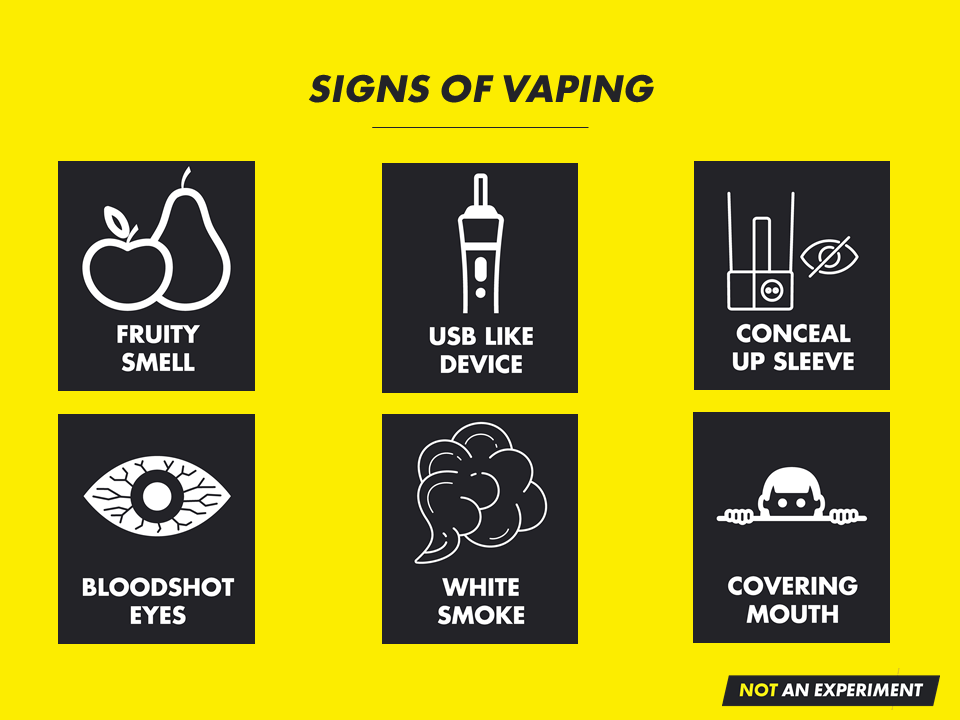 SIGNS OF VAPING
FRUITY
SMELL
USB LIKE
DEVICE
CONCEAL
UP SLEEVE
BLOODSHOT
EYES
WHITE
SMOKE
COVERING
MOUTH
NOT AN EXPERIMENT